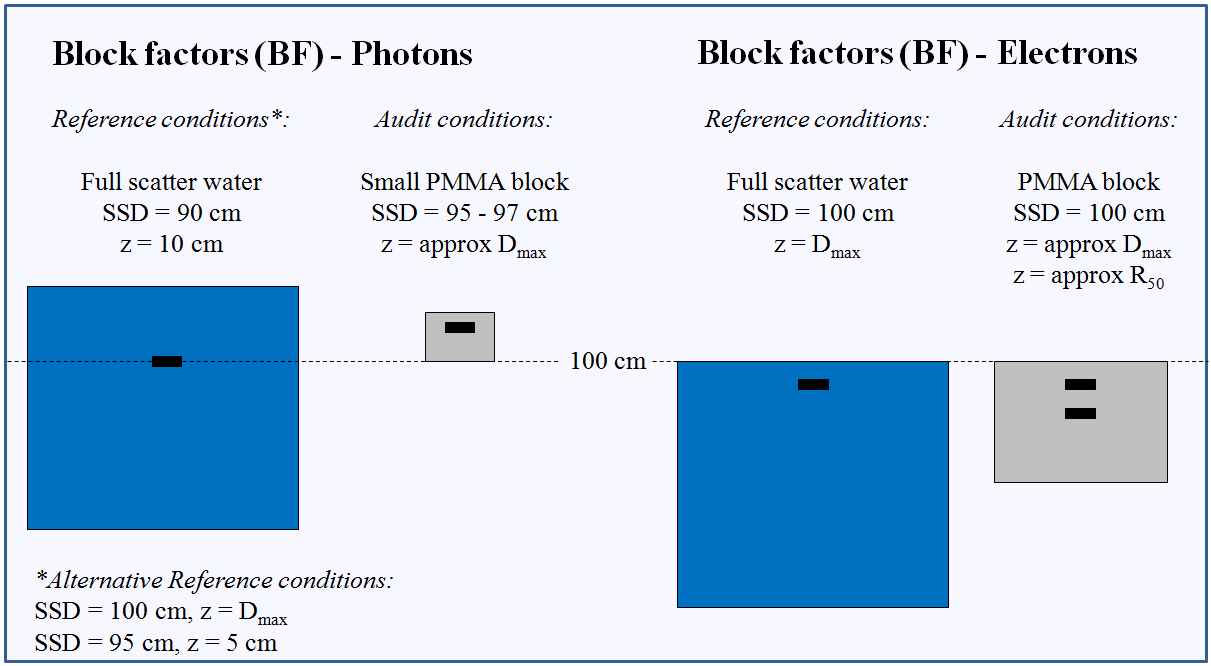 Block factors (BF) - Photons
Reference conditions*:
Full scatter water
SSD = 90 cm
z = 10 cm
Audit conditions:
Small PMMA block
SSD = 95 - 97 cm
z = approx Dmax
*Alternative Reference conditions:
SSD = 100 cm, z = Dmax
SSD = 95 cm, z = 5 cm
100 cm
Block factors (BF) - Electrons
Reference conditions:
Full scatter water
SSD = 100 cm
z = Dmax
Audit conditions:
PMMA block
SSD = 100 cm
z = approx Dmax
z = approx R50